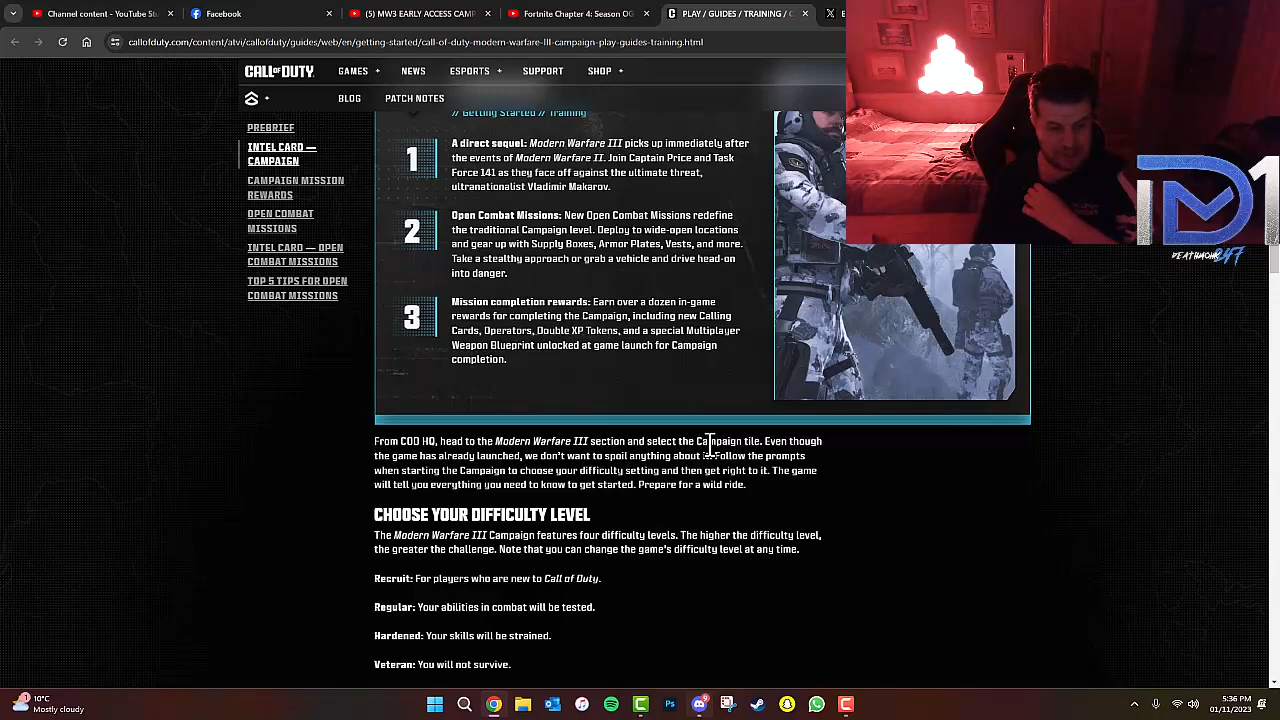 Channel content - YouTube
Facebook
(5) MW3 EARLY ACCESS CAMP
Fortnite Chapter 4: Season OG
PLAY / GUIDES / TRAINING / C
callofduty.com/content/atvi/callofduty/guides/web/en/getting-started/call-of-duty-modern-warfare-III-campaign-play-guides-training.html
CALL OF DUTY
GAMES +
NEWS
ESPORTS +
SUPPORT
SHOP +
BLOG
PATCH NOTES
PREBRIEF
INTEL CARD —
CAMPAIGN
CAMPAIGN MISSION
REWARDS
OPEN COMBAT
MISSIONS
INTEL CARD — OPEN
COMBAT MISSIONS
TOP 5 TIPS FOR OPEN
COMBAT MISSIONS
// Getting Started // Training
1
A direct sequel: Modern Warfare III picks up immediately after
the events of Modern Warfare II. Join Captain Price and Task
Force 141 as they face off against the ultimate threat,
ultranationalist Vladimir Makarov.
2
Open Combat Missions: New Open Combat Missions redefine
the traditional Campaign level. Deploy to wide-open locations
and gear up with Supply Boxes, Armor Plates, Vests, and more.
Take a stealthy approach or grab a vehicle and drive head-on
into danger.
3
Mission completion rewards: Earn over a dozen in-game
rewards for completing the Campaign, including new Calling
Cards, Operators, Double XP Tokens, and a special Multiplayer
Weapon Blueprint unlocked at game launch for Campaign
completion.
From COD HQ, head to the Modern Warfare III section and select the Campaign tile. Even though
the game has already launched, we don't want to spoil anything about Follow the prompts
when starting the Campaign to choose your difficulty setting and then get right to it. The game
will tell you everything you need to know to get started. Prepare for a wild ride.
CHOOSE YOUR DIFFICULTY LEVEL
The Modern Warfare III Campaign features four difficulty levels. The higher the difficulty level,
the greater the challenge. Note that you can change the game's difficulty level at any time.
Recruit: For players who are new to Call of Duty.
Regular: Your abilities in combat will be tested.
Hardened: Your skills will be strained.
Veteran: You will not survive.
10°C
Mostly cloudy
5:36 PM
01/11/2023